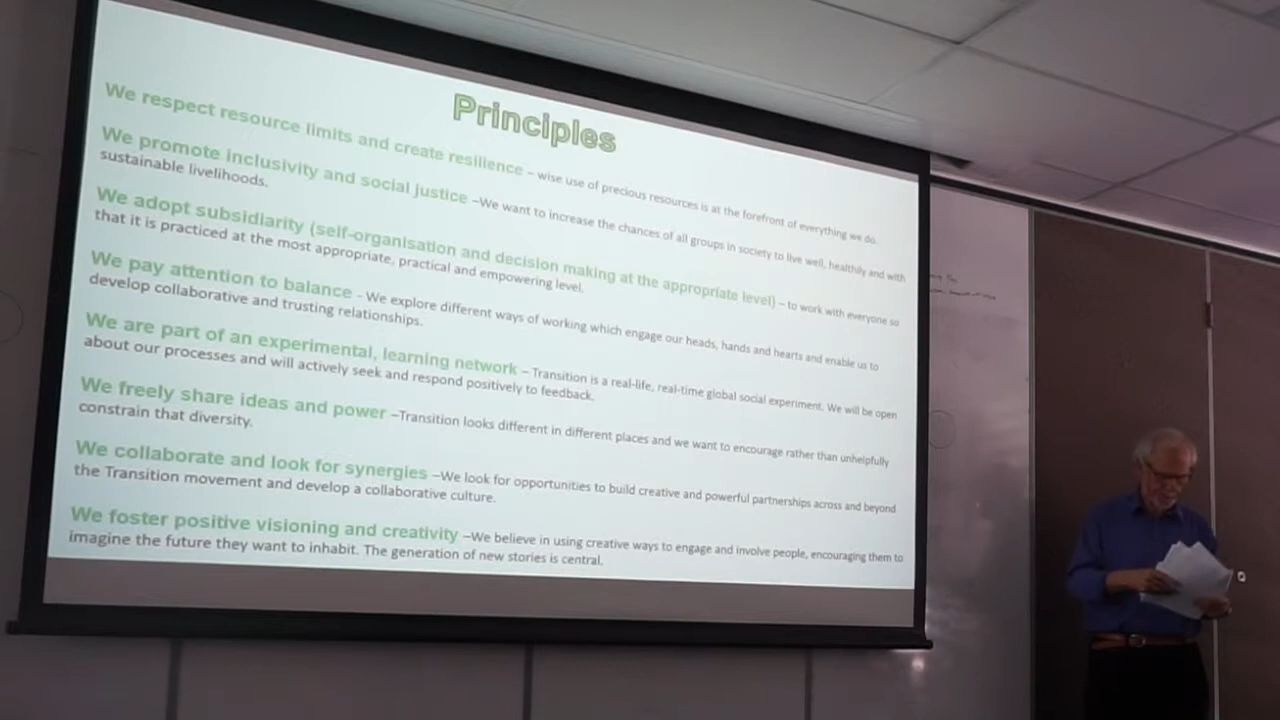 Principles
We respect resource limits and create resilience – wise use of precious resources is at the forefront of everything we do.
We promote inclusivity and social justice –We want to increase the chances of all groups in society to live well, healthily and with
sustainable livelihoods.
We adopt subsidiarity (self-organisation and decision making at the appropriate level) – to work with everyone so
that it is practiced at the most appropriate, practical and empowering level.
We pay attention to balance - We explore different ways of working which engage our heads, hands and hearts and enable us to
develop collaborative and trusting relationships.
We are part of an experimental, learning network – Transition is a real-life, real-time global social experiment. We will be open
about our processes and will actively seek and respond positively to feedback.
We freely share ideas and power –Transition looks different in different places and we want to encourage rather than unhelpfully
constrain that diversity.
We collaborate and look for synergies –We look for opportunities to build creative and powerful partnerships across and beyond
the Transition movement and develop a collaborative culture.
We foster positive visioning and creativity –We believe in using creative ways to engage and involve people, encouraging them to
imagine the future they want to inhabit. The generation of new stories is central.